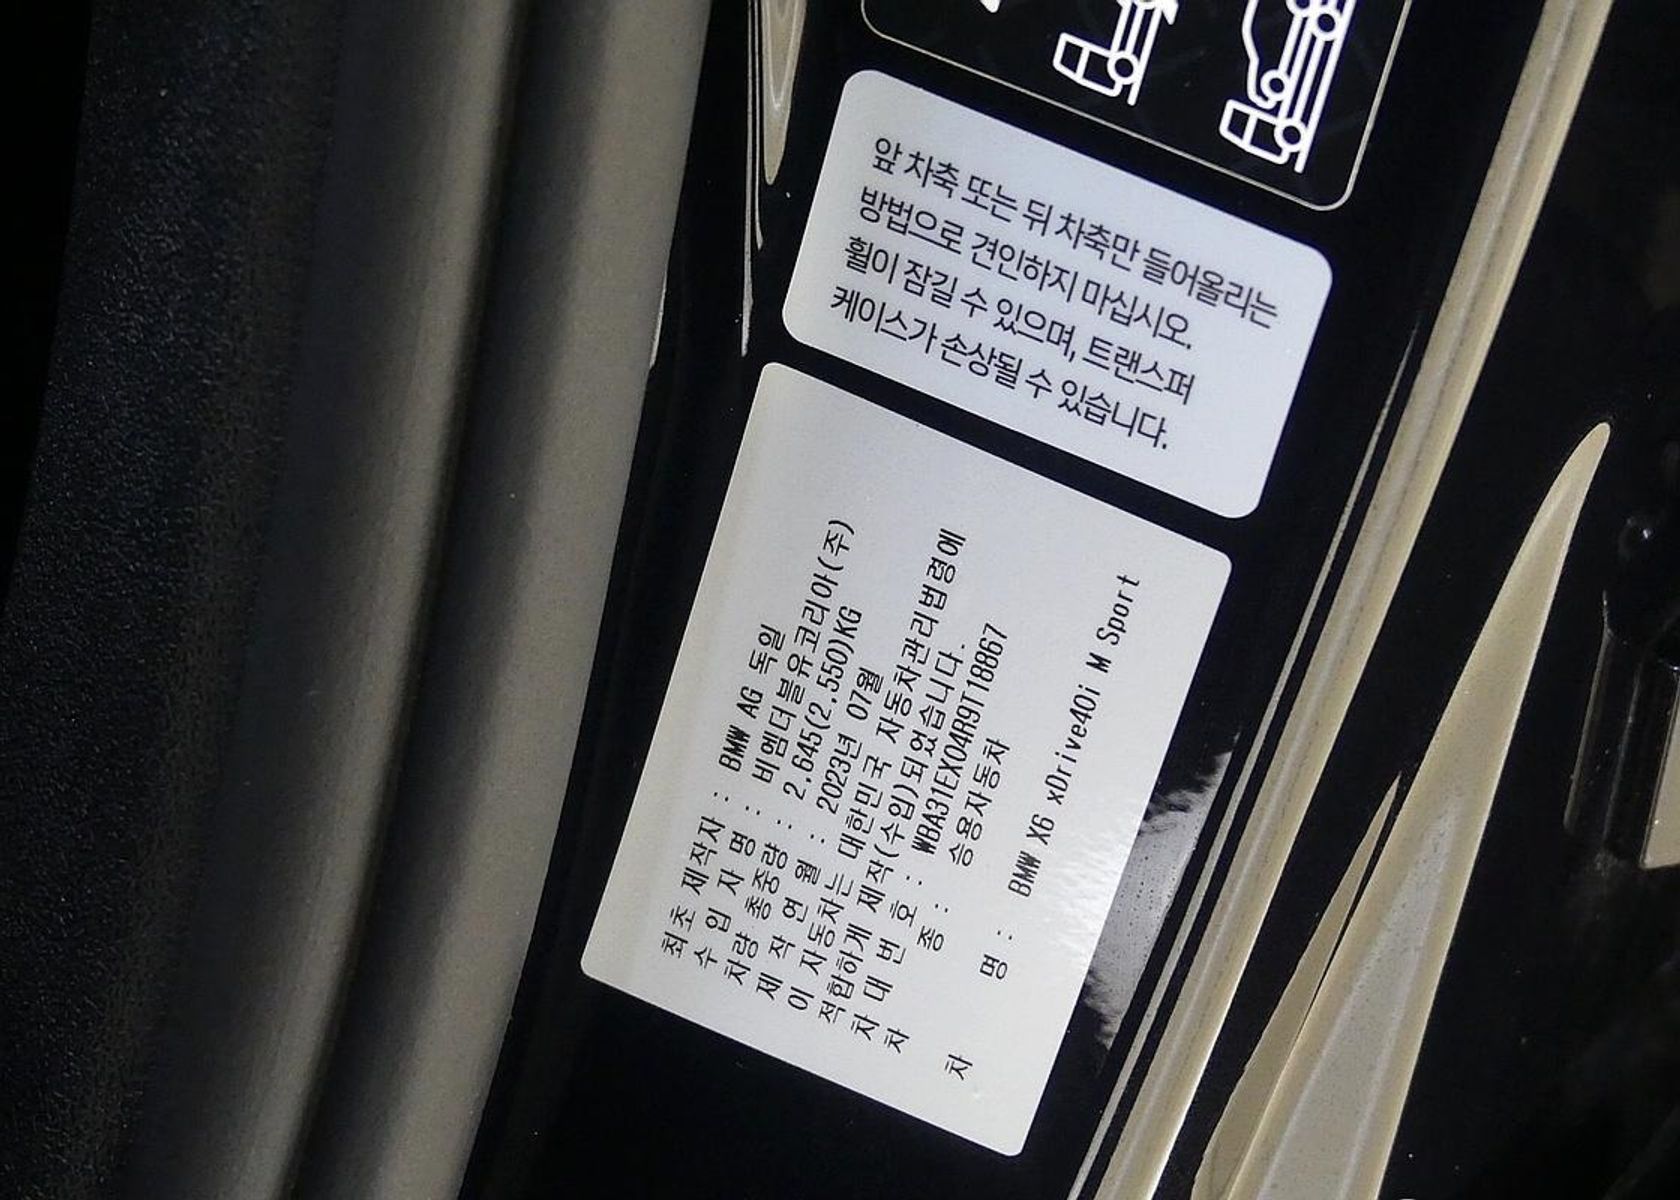 앞 차축 또는 뒤 차축만 들어올리는
방법으로 견인하지 마십시오.
휠이 잠길 수 있으며, 트랜스퍼
케이스가 손상될 수 있습니다.
최초 제작자 : BMW AG 독일
수 입 자 명 : 비엠더블유코리아(주)
차량 총중량 : 2.645(2.550)KG
제 작 연 월 : 2023년 07월
이 자동차는 대한민국 자동차관리법령에
적합하게 제작(수입)되었습니다.
차 대 번 호 : WBA31EX04R9T18867
차 종 : 승용자동차
차 명 : BMW X6 xDrive40i M Sport